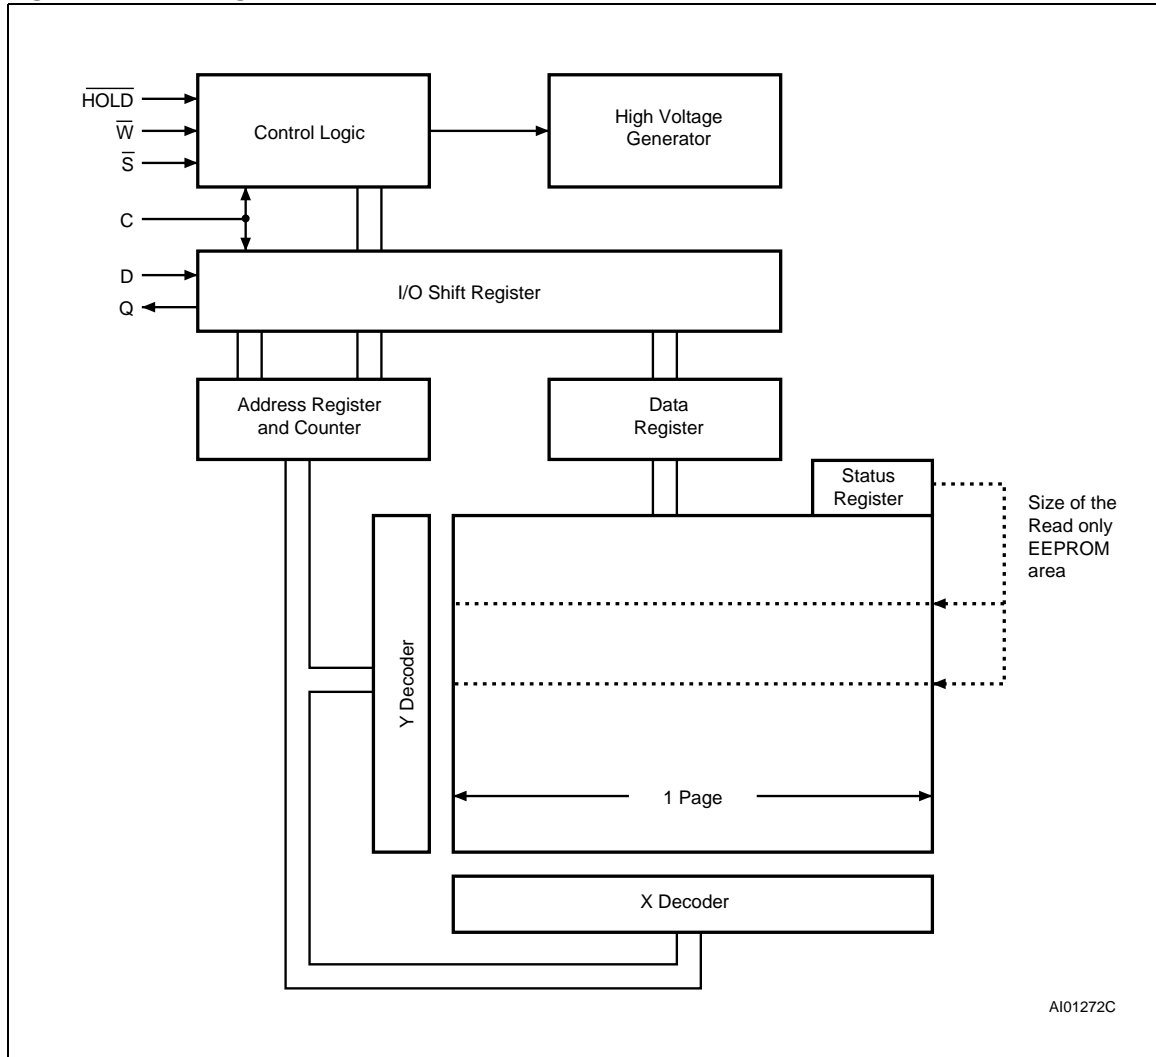 HOLD
W
S
C
D
Q
Control Logic
High Voltage
Generator
I/O Shift Register
Address Register
and Counter
Data
Register
Status
Register
Size of the
Read only
EEPROM
area
Y Decoder
1 Page
X Decoder
AI01272C